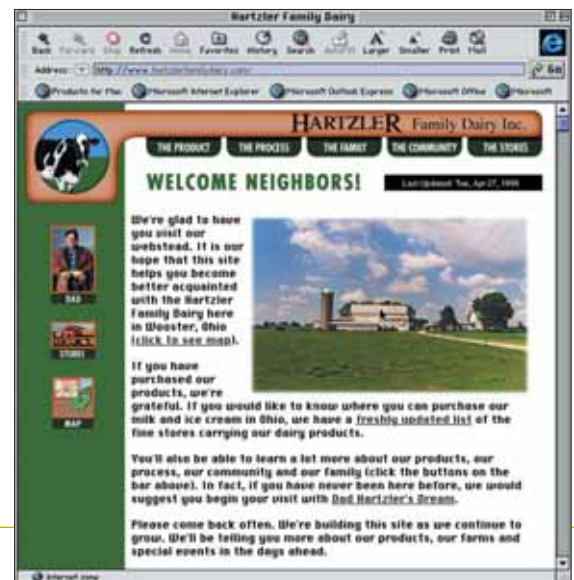 Hartzler Family Dairy
Back Forward Stop Refresh Home Favorites History Search AutoFill Larger Smaller Print Mail
Address: http://www.hartzlerfamilydairy.com/ Go
Products for Mac Microsoft Internet Explorer Microsoft Outlook Express Microsoft Office Microsoft
HARTZLER Family Dairy Inc.
THE PRODUCT THE PROCESS THE FAMILY THE COMMUNITY THE STORES
WELCOME NEIGHBORS!
Last Updated: Tue, Apr 27, 1999
We're glad to have
you visit our
webstead. It is our
hope that this site
helps you become
better acquainted
with the Hartzler
Family Dairy here
in Wooster, Ohio
(click to see map).
DAD
STORES
MAP
If you have
purchased our
products, we're
grateful. If you would like to know where you can purchase our
milk and ice cream in Ohio, we have a freshly updated list of the
fine stores carrying our dairy products.
You'll also be able to learn a lot more about our products, our
process, our community and our family (click the buttons on the
bar above). In fact, if you have never been here before, we would
suggest you begin your visit with Dad Hartzler's Dream.
Please come back often. We're building this site as we continue to
grow. We'll be telling you more about our products, our farms and
special events in the days ahead.
Internet zone